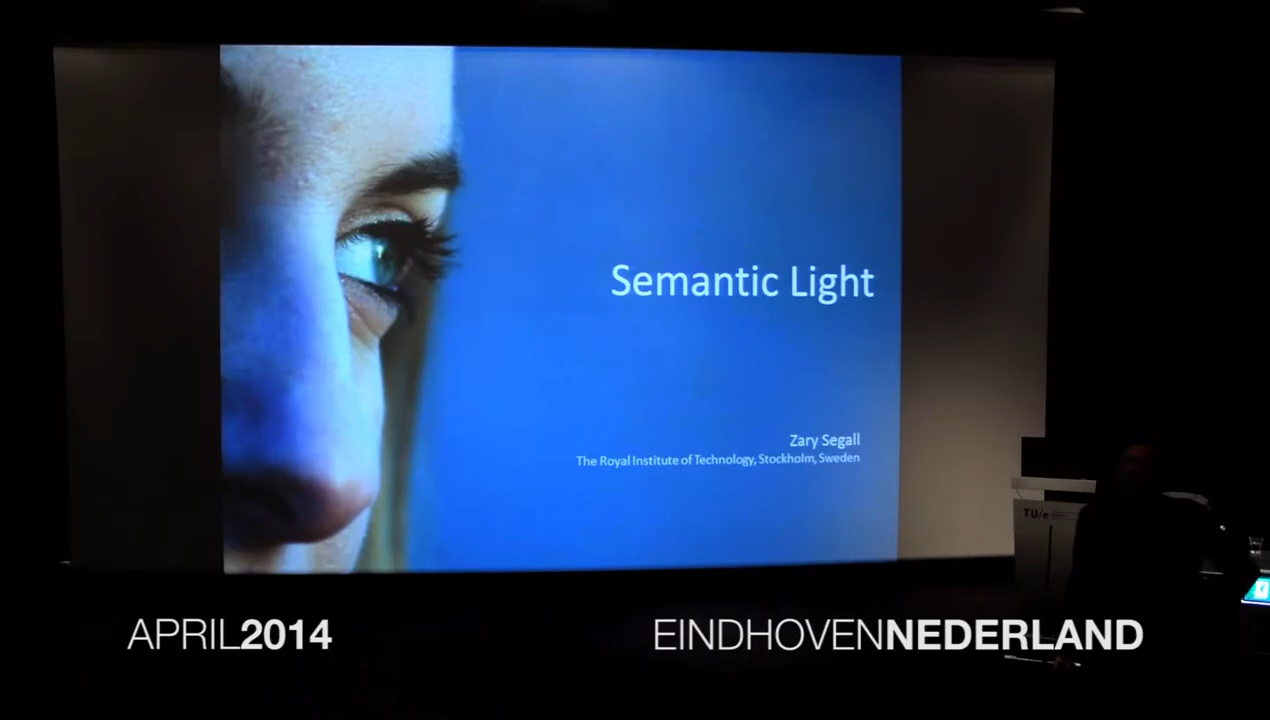 Semantic Light
Zary Segall
The Royal Institute of Technology, Stockholm, Sweden
TU/e
APRIL2014
EINDHOVENNEDERLAND